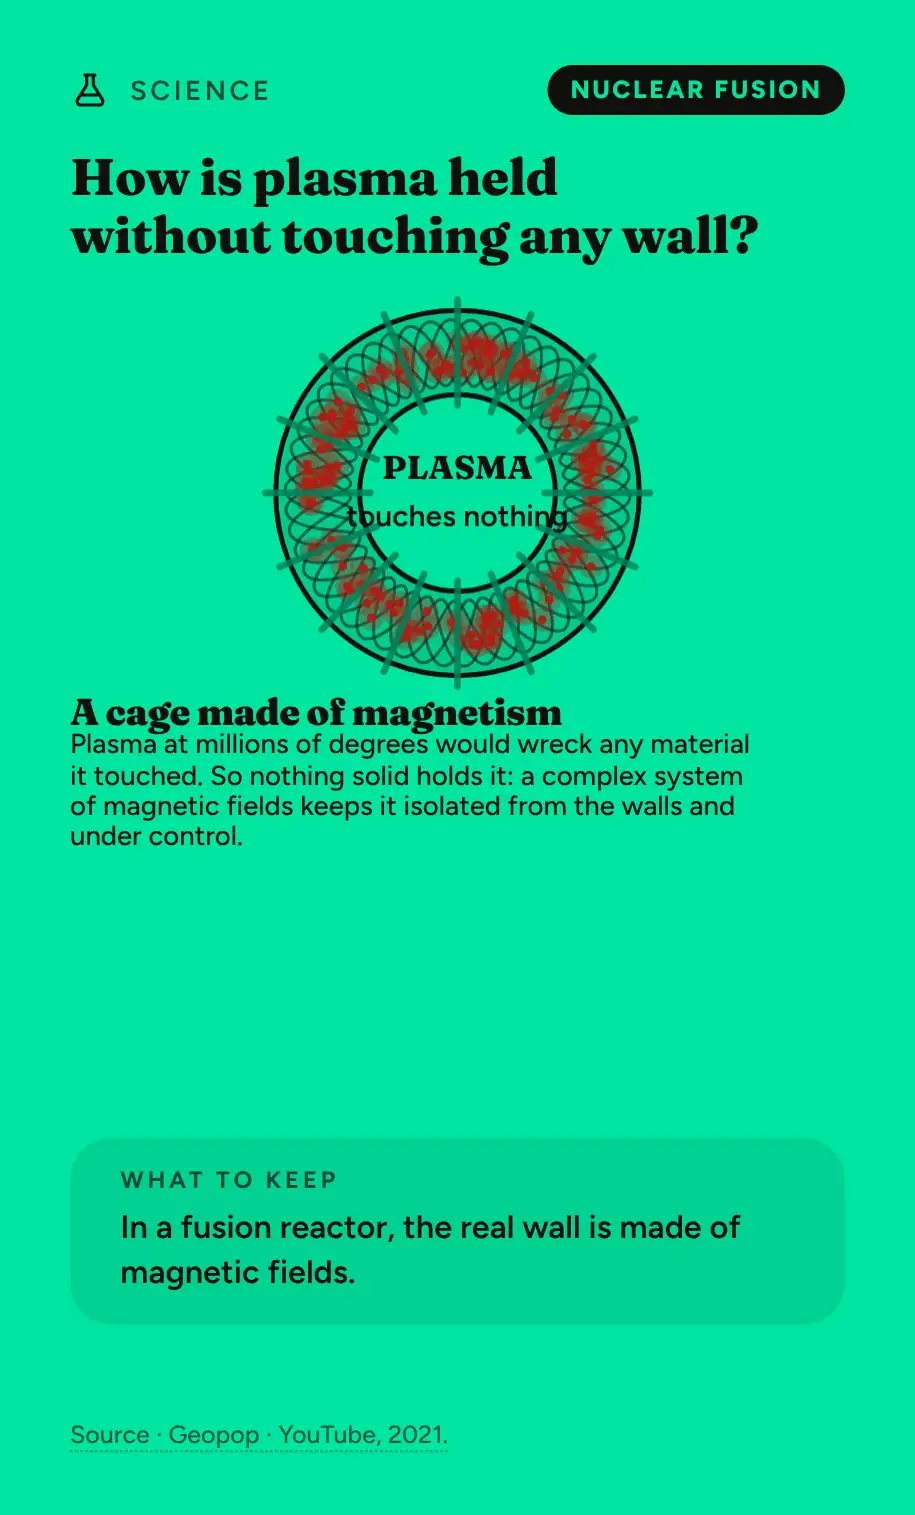 SCIENCE
NUCLEAR FUSION
How is plasma held
without touching any wall?
PLASMA
touches nothing
A cage made of magnetism
Plasma at millions of degrees would wreck any material
it touched. So nothing solid holds it: a complex system
of magnetic fields keeps it isolated from the walls and
under control.
WHAT TO KEEP
In a fusion reactor, the real wall is made of
magnetic fields.
Source · Geopop · YouTube, 2021.